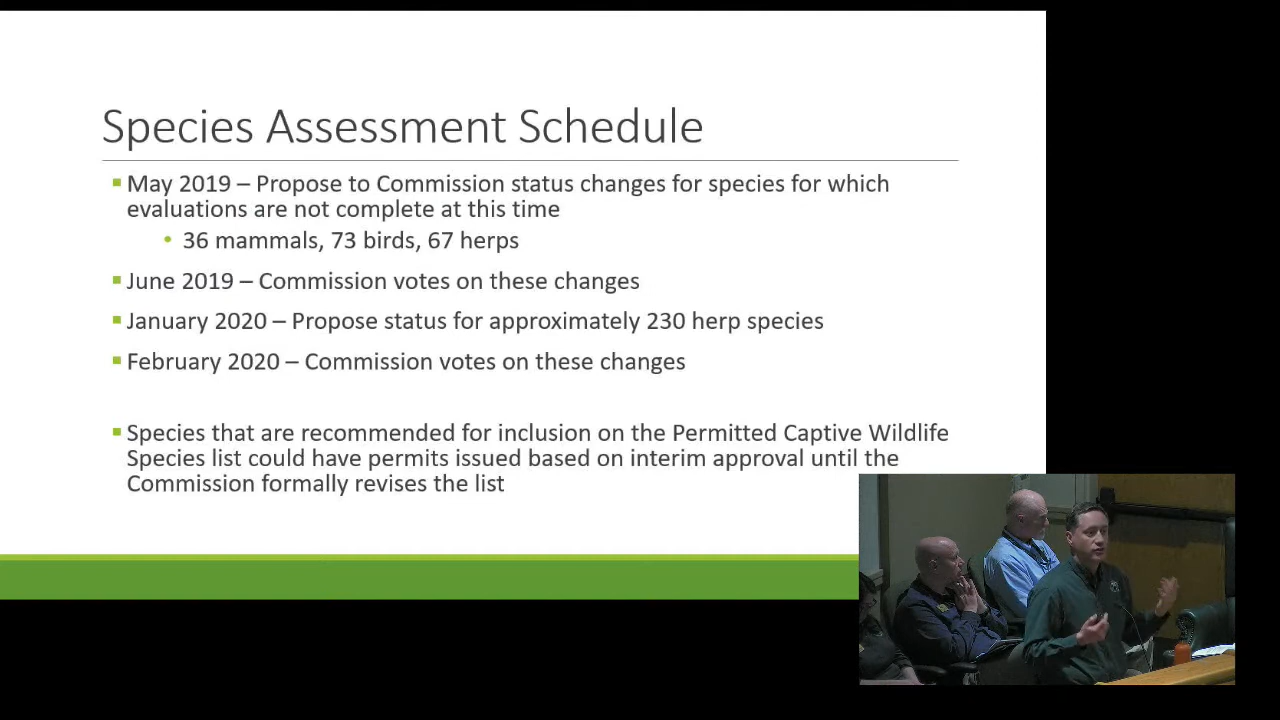 Species Assessment Schedule
▪ May 2019 – Propose to Commission status changes for species for which
evaluations are not complete at this time
• 36 mammals, 73 birds, 67 herps
▪ June 2019 – Commission votes on these changes
▪ January 2020 – Propose status for approximately 230 herp species
▪ February 2020 – Commission votes on these changes
▪ Species that are recommended for inclusion on the Permitted Captive Wildlife
Species list could have permits issued based on interim approval until the
Commission formally revises the list